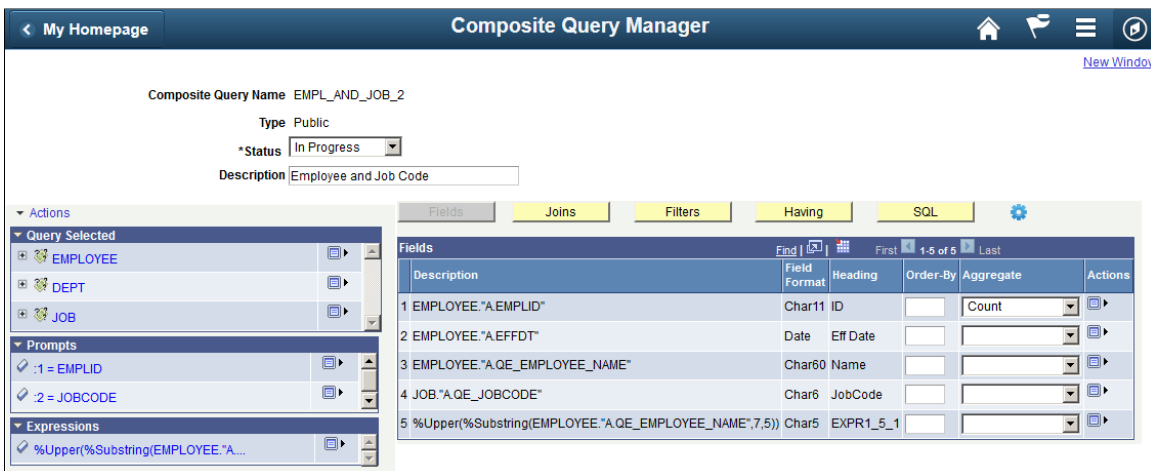 My Homepage
Composite Query Manager
New Window
Composite Query Name EMPL_AND_JOB_2
Type Public
*Status In Progress
Description Employee and Job Code
Actions
Fields Joins Filters Having SQL
Query Selected
EMPLOYEE
DEPT
JOB
Prompts
:1 = EMPLID
:2 = JOBCODE
Expressions
%Upper(%Substring(EMPLOYEE."A....
Fields Find | | First 1-5 of 5 Last
Description Field Format Heading Order-By Aggregate Actions
1 EMPLOYEE."A.EMPLID" Char11 ID Count
2 EMPLOYEE."A.EFFDT" Date Eff Date
3 EMPLOYEE."A.QE_EMPLOYEE_NAME" Char60 Name
4 JOB."A.QE_JOBCODE" Char6 JobCode
5 %Upper(%Substring(EMPLOYEE."A.QE_EMPLOYEE_NAME",7,5)) Char5 EXPR1_5_1